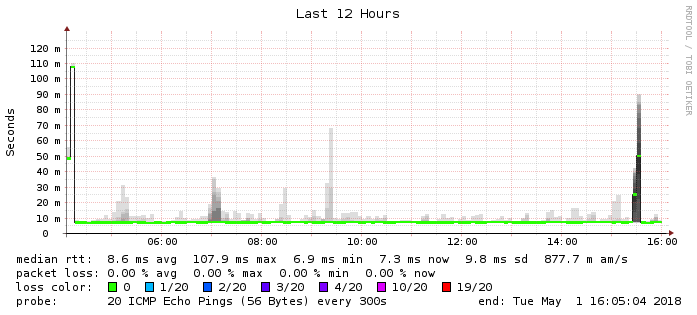 Last 12 Hours
RRDTOOL / TOBI OETIKER
Seconds
120 m
110 m
100 m
90 m
80 m
70 m
60 m
50 m
40 m
30 m
20 m
10 m
0
06:00 08:00 10:00 12:00 14:00 16:00
median rtt: 8.6 ms avg 107.9 ms max 6.9 ms min 7.3 ms now 9.8 ms sd 877.7 m am/s
packet loss: 0.00 % avg 0.00 % max 0.00 % min 0.00 % now
loss color: 0 1/20 2/20 3/20 4/20 10/20 19/20
probe: 20 ICMP Echo Pings (56 Bytes) every 300s end: Tue May 1 16:05:04 2018